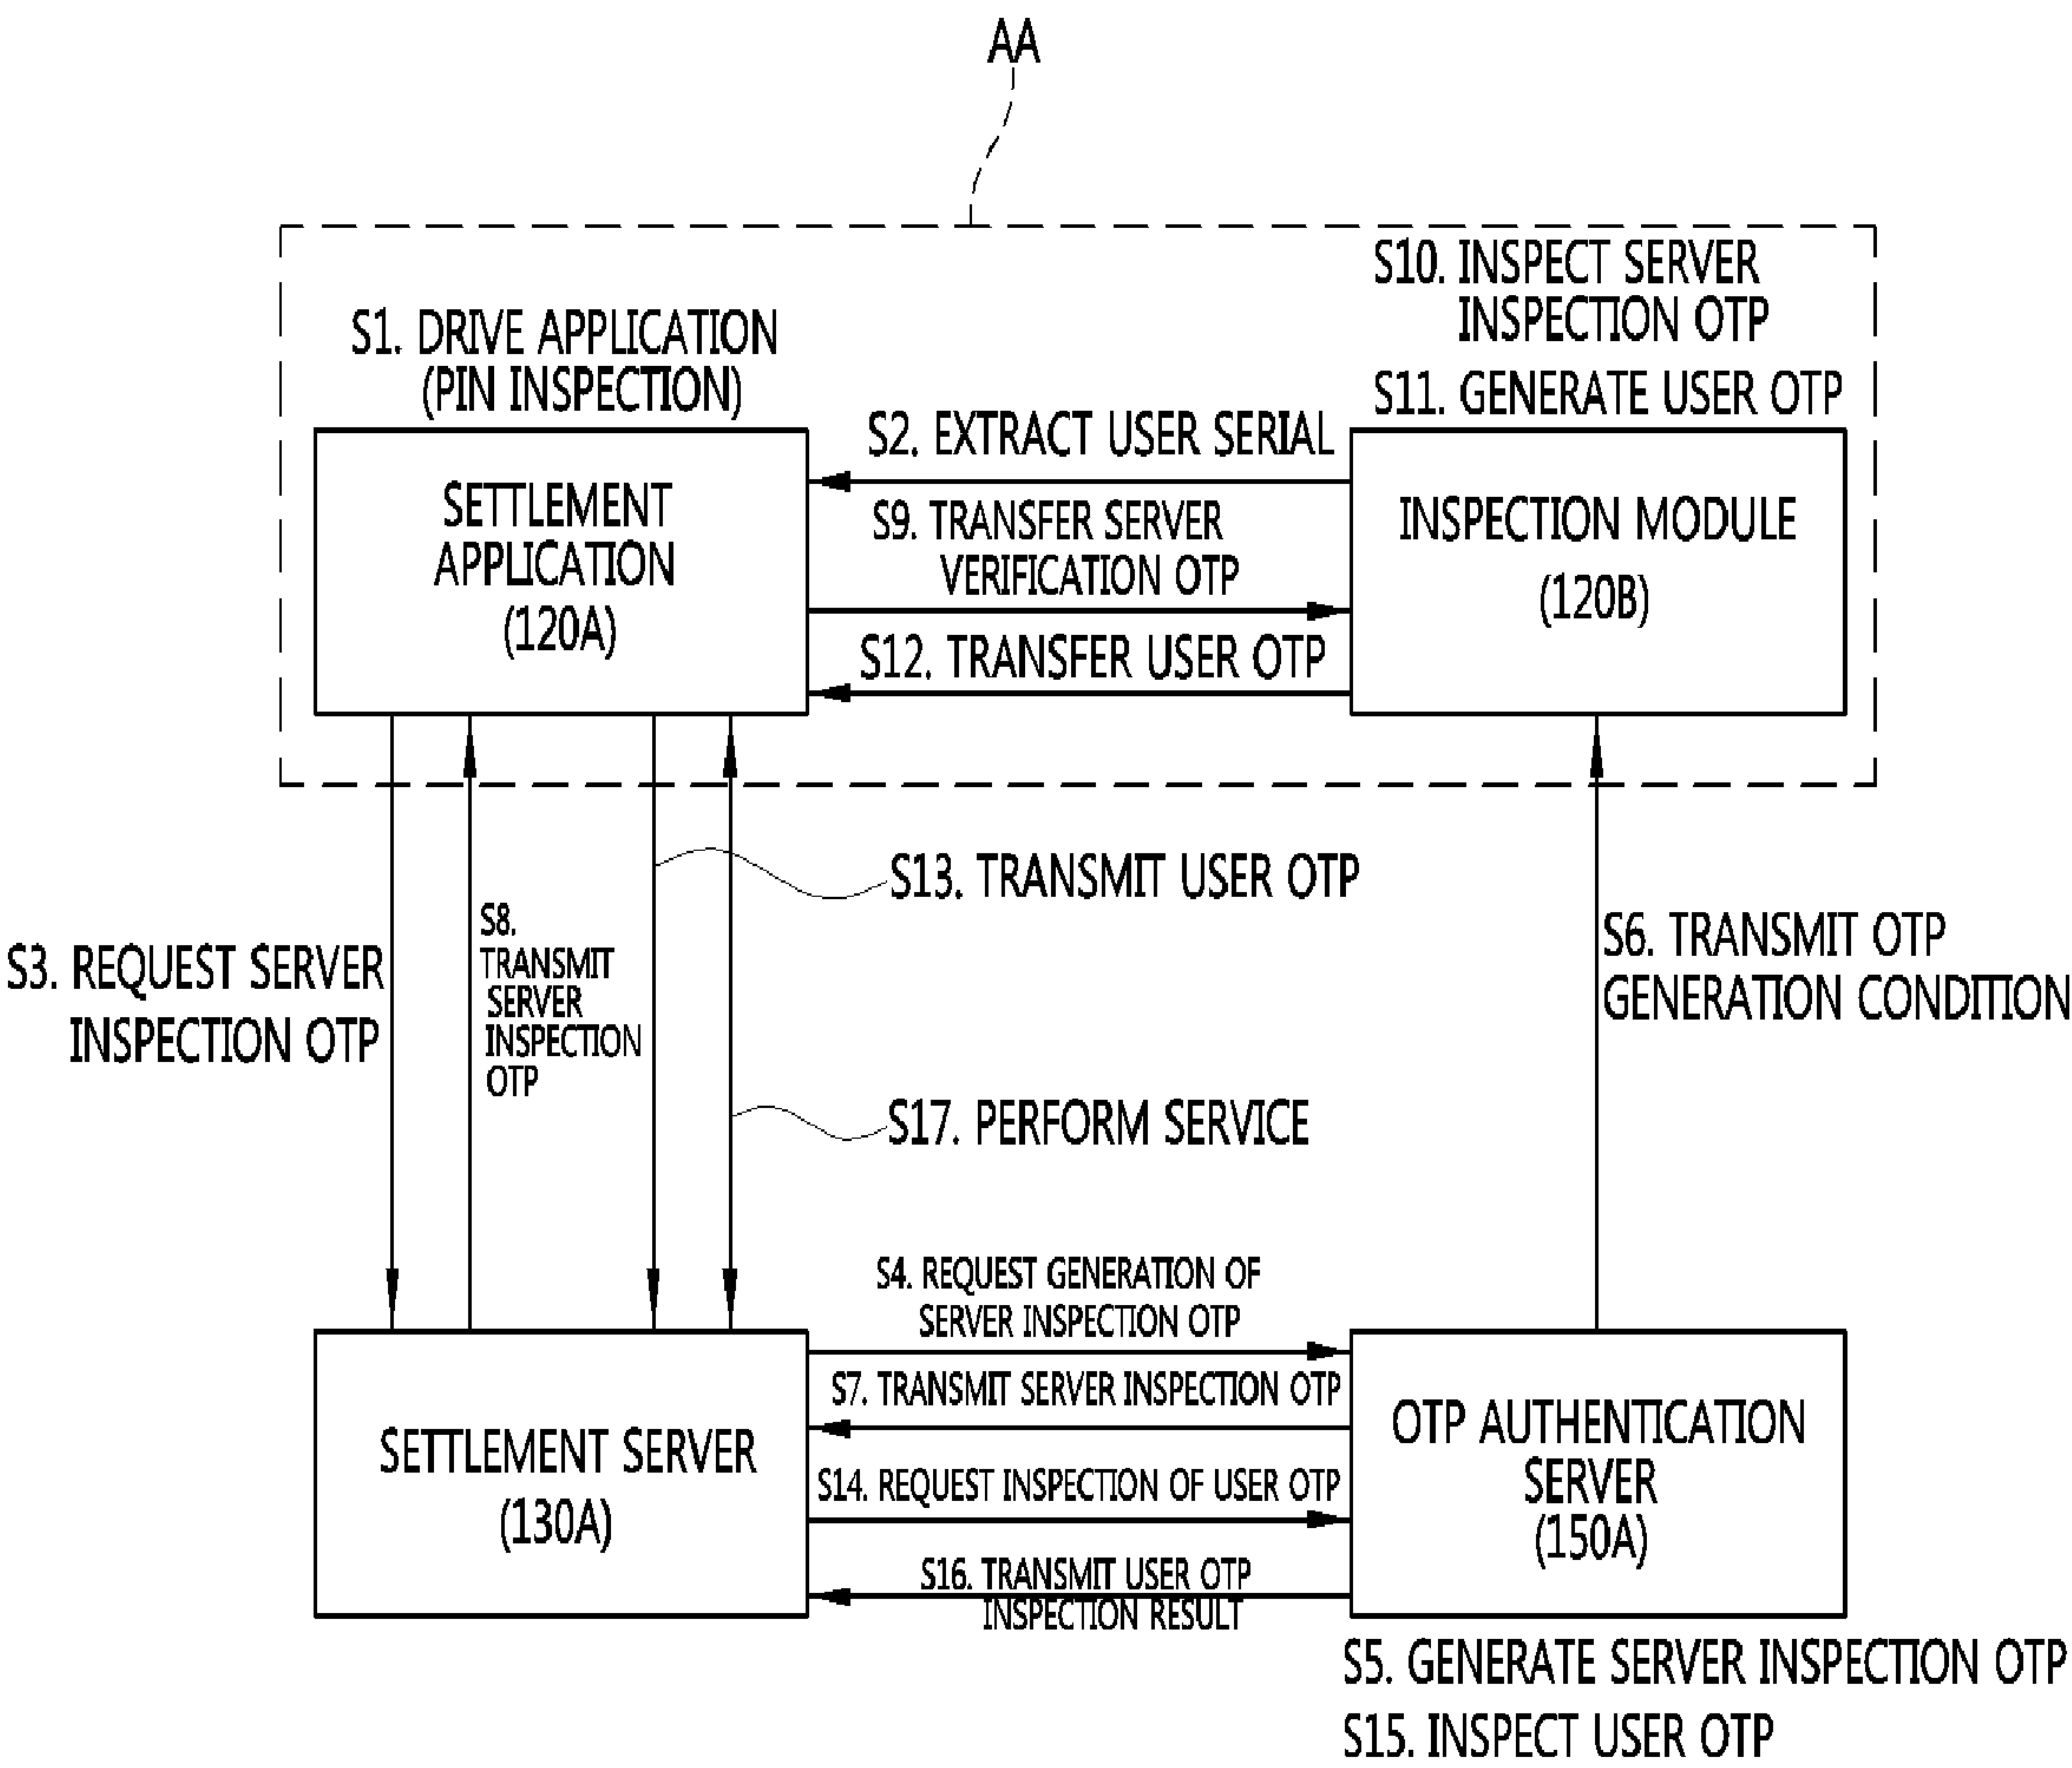 AA
S10. INSPECT SERVER
INSPECTION OTP
S11. GENERATE USER OTP
S1. DRIVE APPLICATION
(PIN INSPECTION)
S2. EXTRACT USER SERIAL
SETTLEMENT
APPLICATION
(120A)
S9. TRANSFER SERVER
VERIFICATION OTP
S12. TRANSFER USER OTP
INSPECTION MODULE
(120B)
S13. TRANSMIT USER OTP
S3. REQUEST SERVER
INSPECTION OTP
S8.
TRANSMIT
SERVER
INSPECTION
OTP
S6. TRANSMIT OTP
GENERATION CONDITION
S17. PERFORM SERVICE
S4. REQUEST GENERATION OF
SERVER INSPECTION OTP
S7. TRANSMIT SERVER INSPECTION OTP
SETTLEMENT SERVER
(130A)
S14. REQUEST INSPECTION OF USER OTP
S16. TRANSMIT USER OTP
INSPECTION RESULT
OTP AUTHENTICATION
SERVER
(150A)
S5. GENERATE SERVER INSPECTION OTP
S15. INSPECT USER OTP